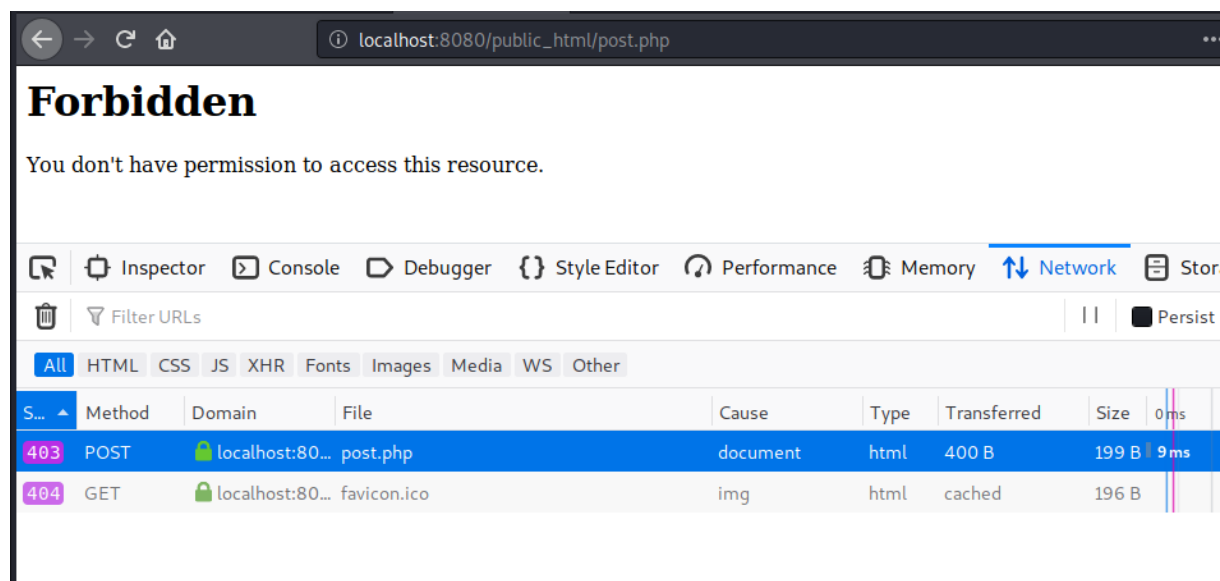 localhost:8080/public_html/post.php
Forbidden
You don't have permission to access this resource.
Inspector Console Debugger {} Style Editor Performance Memory Network Stor
Filter URLs || Persist
All HTML CSS JS XHR Fonts Images Media WS Other
S... Method Domain File Cause Type Transferred Size 0 ms
403 POST localhost:80... post.php document html 400 B 199 B 9 ms
404 GET localhost:80... favicon.ico img html cached 196 B